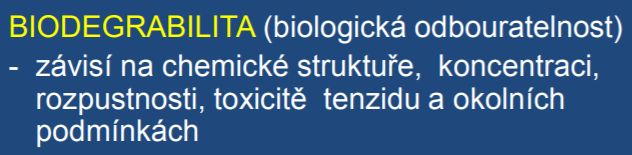 BIODEGRABILITA (biologická odbouratelnost)
- závisí na chemické struktuře, koncentraci,
rozpustnosti, toxicitě tenzidu a okolních
podmínkách